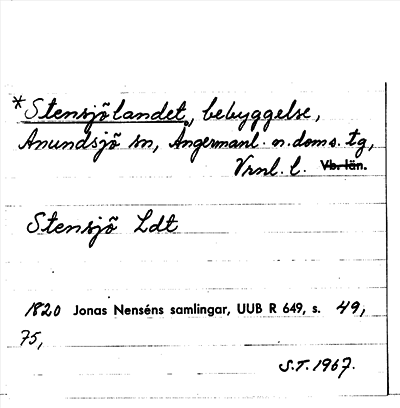 * Stensjölandet, bebyggelse,
Anundsjö sn, Ångermanl. n. doms. tg,
Vrnl. l. Vb. län.
Stensjö Ldt
1820 Jonas Nenséns samlingar, UUB R 649, s. 49,
75,
S.T. 1967.